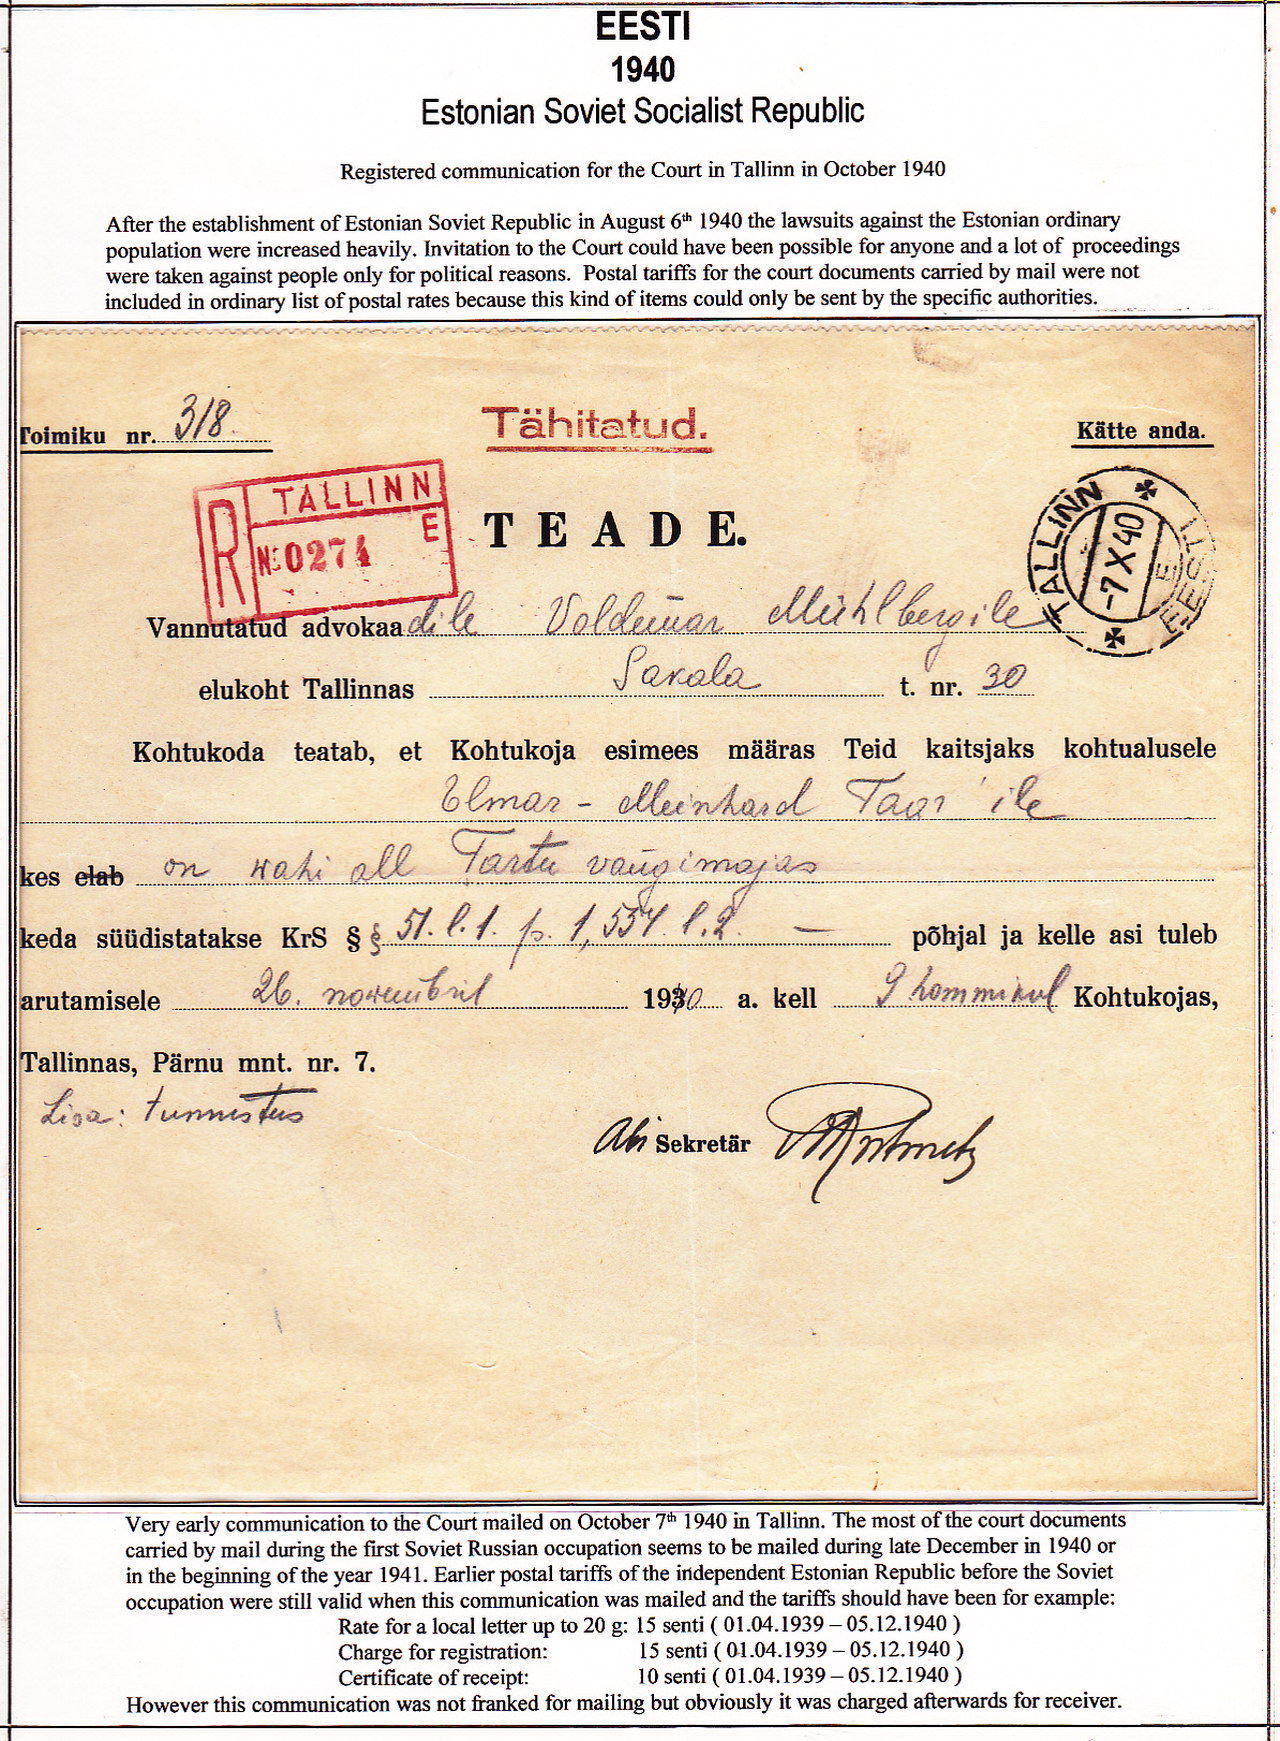 EESTI
1940
Estonian Soviet Socialist Republic
Registered communication for the Court in Tallinn in October 1940
After the establishment of Estonian Soviet Republic in August 6th 1940 the lawsuits against the Estonian ordinary
population were increased heavily. Invitation to the Court could have been possible for anyone and a lot of proceedings
were taken against people only for political reasons. Postal tariffs for the court documents carried by mail were not
included in ordinary list of postal rates because this kind of items could only be sent by the specific authorities.
Toimiku nr. 318
Tähitatud.
Kätte anda.
R TALLINN
E
№ 0274
TALLINN
-7 X 40
E
EESTI
TEADE.
Vannutatud advokaadile Voldemar Mühlbergile
elukoht Tallinnas Sakala t. nr. 30
Kohtukoda teatab, et Kohtukoja esimees määras Teid kaitsjaks kohtualusele
Elmar-Meinhard Taar'ile
kes elab on wahi all Tartu vangimajas
keda süüdistatakse KrS § § 51. l. 1. p. 1, 554. l. 2. — põhjal ja kelle asi tuleb
arutamisele 26. novembril 1940 a. kell 9 hommikul Kohtukojas,
Tallinnas, Pärnu mnt. nr. 7.
Lisa: tunnistus
Abi Sekretär
Very early communication to the Court mailed on October 7th 1940 in Tallinn. The most of the court documents
carried by mail during the first Soviet Russian occupation seems to be mailed during late December in 1940 or
in the beginning of the year 1941. Earlier postal tariffs of the independent Estonian Republic before the Soviet
occupation were still valid when this communication was mailed and the tariffs should have been for example:
Rate for a local letter up to 20 g: 15 senti ( 01.04.1939 – 05.12.1940 )
Charge for registration: 15 senti ( 01.04.1939 – 05.12.1940 )
Certificate of receipt: 10 senti ( 01.04.1939 – 05.12.1940 )
However this communication was not franked for mailing but obviously it was charged afterwards for receiver.